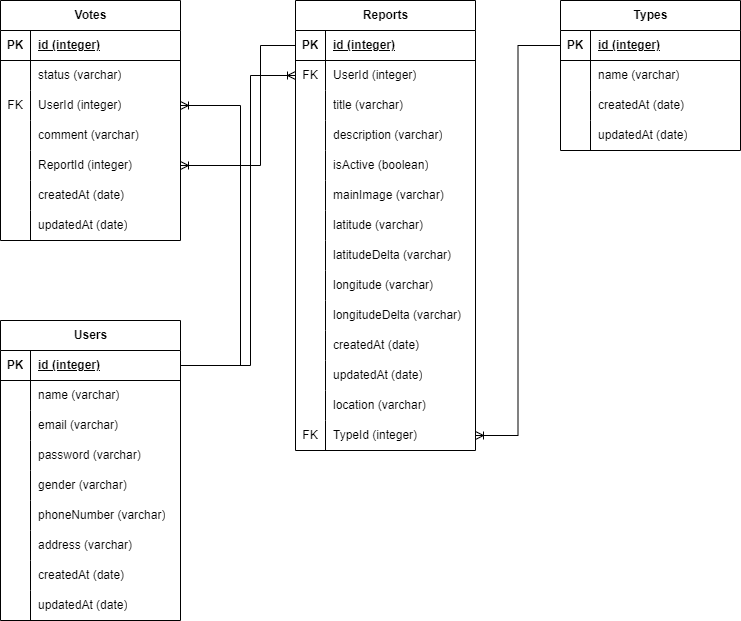 Votes
PK id (integer)
status (varchar)
FK UserId (integer)
comment (varchar)
ReportId (integer)
createdAt (date)
updatedAt (date)
Reports
PK id (integer)
FK UserId (integer)
title (varchar)
description (varchar)
isActive (boolean)
mainImage (varchar)
latitude (varchar)
latitudeDelta (varchar)
longitude (varchar)
longitudeDelta (varchar)
createdAt (date)
updatedAt (date)
location (varchar)
FK TypeId (integer)
Types
PK id (integer)
name (varchar)
createdAt (date)
updatedAt (date)
Users
PK id (integer)
name (varchar)
email (varchar)
password (varchar)
gender (varchar)
phoneNumber (varchar)
address (varchar)
createdAt (date)
updatedAt (date)